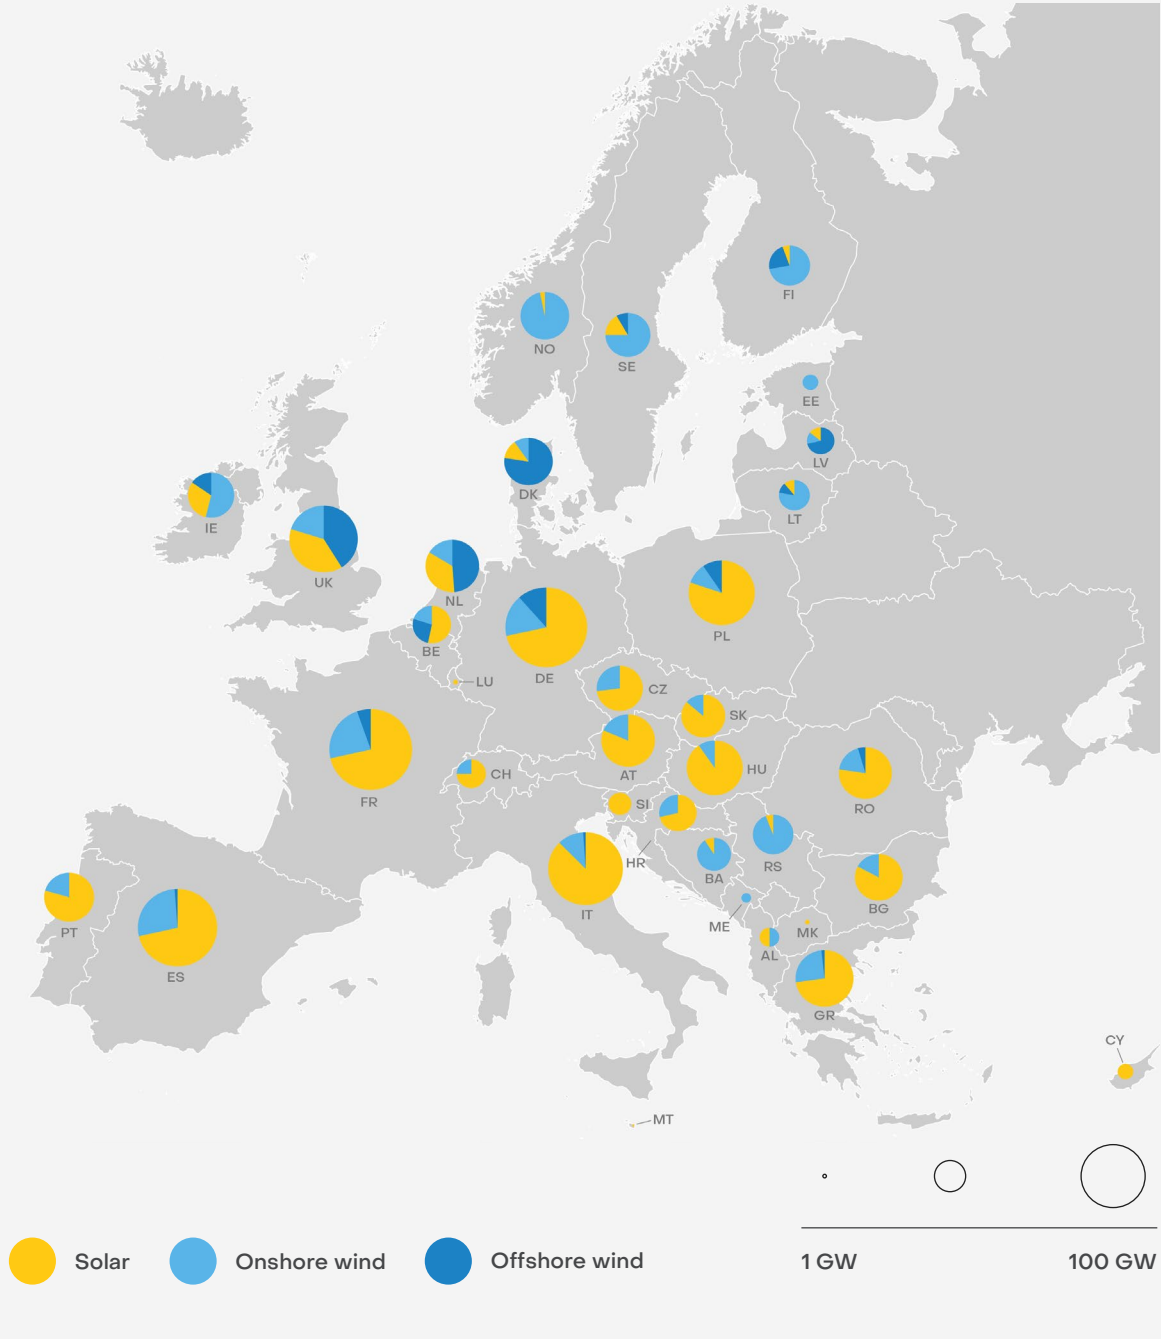 FI
NO
SE
EE
LV
DK
LT
IE
UK
NL
PL
BE
DE
LU
CZ
SK
AT
HU
CH
FR
SI
RO
HR
RS
BA
BG
IT
ME
MK
PT
AL
ES
GR
CY
MT
Solar
Onshore wind
Offshore wind
1 GW
100 GW